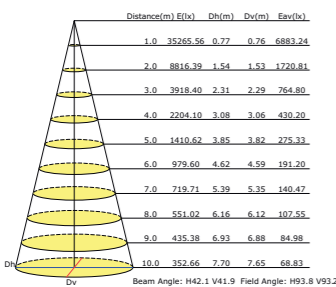 Distance(m) E(lx) Dh(m) Dv(m) Eav(lx)
1.0 35265.56 0.77 0.76 6883.24
2.0 8816.39 1.54 1.53 1720.81
3.0 3918.40 2.31 2.29 764.80
4.0 2204.10 3.08 3.06 430.20
5.0 1410.62 3.85 3.82 275.33
6.0 979.60 4.62 4.59 191.20
7.0 719.71 5.39 5.35 140.47
8.0 551.02 6.16 6.12 107.55
9.0 435.38 6.93 6.88 84.98
Dh 10.0 352.66 7.70 7.65 68.83
Dv Beam Angle: H42.1 V41.9 Field Angle: H93.8 V93.2